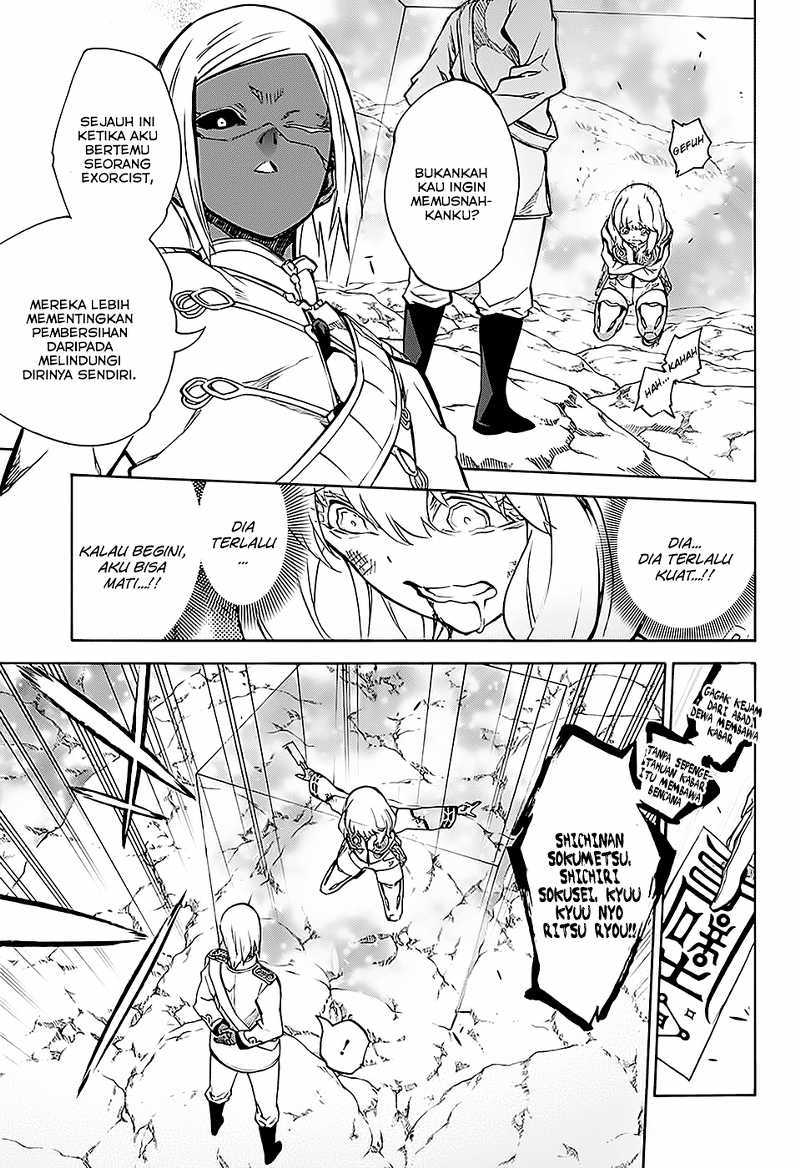 GEFUH
BUKANKAH
KAU INGIN
MEMUSNAH-
KANKU?
HAH... KAHAH
SEJAUH INI
KETIKA AKU
BERTEMU
SEORANG
EXORCIST,
MEREKA LEBIH
MEMENTINGKAN
PEMBERSIHAN
DARIPADA
MELINDUNGI
DIRINYA SENDIRI.
DIA...
DIA TERLALU
KUAT...!!
DIA
TERLALU
...
KALAU BEGINI,
AKU BISA
MATI...!!
GAGAK KEJAM
DARI ABADI
DEWA MEMBAWA
KABAR
TANPA SEPENGE-
TAHUAN KABAR
ITU MEMBAWA
BENCANA
SHICHINAN
SOKUMETSU,
SHICHIRI
SOKUSEI, KYUU
KYUU NYO
RITSU RYOU!!
!